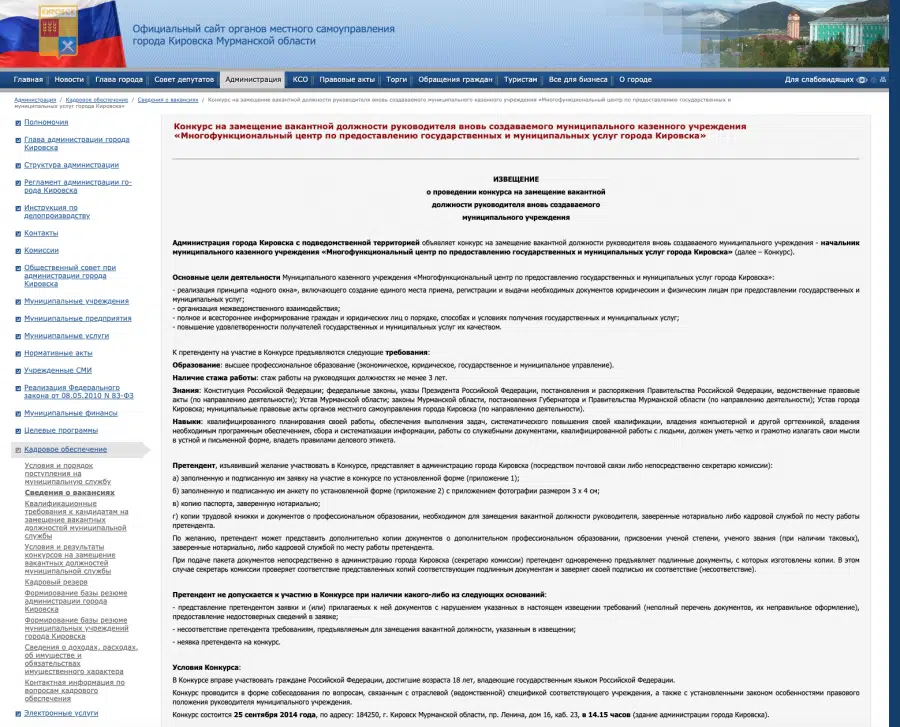 КИРОВСК
Официальный сайт органов местного самоуправления
города Кировска Мурманской области
Главная Новости Глава города Совет депутатов Администрация КСО Правовые акты Торги Обращения граждан Туристам Все для бизнеса О городе Для слабовидящих
Администрация / Кадровое обеспечение / Сведения о вакансиях / Конкурс на замещение вакантной должности руководителя вновь создаваемого муниципального казенного учреждения «Многофункциональный центр по предоставлению государственных и
муниципальных услуг города Кировска»
Полномочия
Глава администрации города
Кировска
Структура администрации
Регламент администрации го-
рода Кировска
Инструкция по
делопроизводству
Контакты
Комиссии
Общественный совет при
администрации города
Кировска
Муниципальные учреждения
Муниципальные предприятия
Муниципальные услуги
Нормативные акты
Учрежденные СМИ
Реализация Федерального
закона от 08.05.2010 N 83-ФЗ
Муниципальные финансы
Целевые программы
Кадровое обеспечение
Условия и порядок
поступления на
муниципальную службу
Сведения о вакансиях
Квалификационные
требования к кандидатам на
замещение вакантных
должностей муниципальной
службы
Условия и результаты
конкурсов на замещение
вакантных должностей
муниципальной службы
Кадровый резерв
Формирование базы резюме
администрации города
Кировска
Формирование базы резюме
муниципальных учреждений
города Кировска
Сведения о доходах, расходах,
об имуществе и
обязательствах
имущественного характера
Контактная информация по
вопросам кадрового
обеспечения
Электронные услуги
Конкурс на замещение вакантной должности руководителя вновь создаваемого муниципального казенного учреждения
«Многофункциональный центр по предоставлению государственных и муниципальных услуг города Кировска»
ИЗВЕЩЕНИЕ
о проведении конкурса на замещение вакантной
должности руководителя вновь создаваемого
муниципального учреждения
Администрация города Кировска с подведомственной территорией объявляет конкурс на замещение вакантной должности руководителя вновь создаваемого муниципального учреждения - начальник
муниципального казенного учреждения «Многофункциональный центр по предоставлению государственных и муниципальных услуг города Кировска» (далее – Конкурс).
Основные цели деятельности Муниципального казенного учреждения «Многофункциональный центр по предоставлению государственных и муниципальных услуг города Кировска»:
- реализация принципа «одного окна», включающего создание единого места приема, регистрации и выдачи необходимых документов юридическим и физическим лицам при предоставлении государственных и
муниципальных услуг;
- организация межведомственного взаимодействия;
- полное и всестороннее информирование граждан и юридических лиц о порядке, способах и условиях получения государственных и муниципальных услуг;
- повышение удовлетворенности получателей государственных и муниципальных услуг их качеством.
К претенденту на участие в Конкурсе предъявляются следующие требования:
Образование: высшее профессиональное образование (экономическое, юридическое, государственное и муниципальное управление).
Наличие стажа работы: стаж работы на руководящих должностях не менее 3 лет.
Знания: Конституция Российской Федерации; федеральные законы, указы Президента Российской Федерации, постановления и распоряжения Правительства Российской Федерации, ведомственные правовые
акты (по направлению деятельности); Устав Мурманской области; законы Мурманской области, постановления Губернатора и Правительства Мурманской области (по направлению деятельности); Устав города
Кировска; муниципальные правовые акты органов местного самоуправления города Кировска (по направлению деятельности).
Навыки: квалифицированного планирования своей работы, обеспечения выполнения задач, систематического повышения своей квалификации, владения компьютерной и другой оргтехникой, владения
необходимым программным обеспечением, сбора и систематизации информации, работы со служебными документами, квалифицированной работы с людьми, должен уметь четко и грамотно излагать свои мысли
в устной и письменной форме, владеть правилами делового этикета.
Претендент, изъявивший желание участвовать в Конкурсе, представляет в администрацию города Кировска (посредством почтовой связи либо непосредственно секретарю комиссии):
а) заполненную и подписанную им заявку на участие в конкурсе по установленной форме (приложение 1);
б) заполненную и подписанную им анкету по установленной форме (приложение 2) с приложением фотографии размером 3 х 4 см;
в) копию паспорта, заверенную нотариально;
г) копии трудовой книжки и документов о профессиональном образовании, необходимом для замещения вакантной должности руководителя, заверенные нотариально либо кадровой службой по месту работы
претендента.
По желанию, претендент может представить дополнительно копии документов о дополнительном профессиональном образовании, присвоении ученой степени, ученого звания (при наличии таковых),
заверенные нотариально, либо кадровой службой по месту работы претендента.
При подаче пакета документов непосредственно в администрацию города Кировска (секретарю комиссии) претендент одновременно предъявляет подлинные документы, с которых изготовлены копии. В этом
случае секретарь комиссии проверяет соответствие представленных копий соответствующим подлинным документам и заверяет своей подписью их соответствие (несоответствие).
Претендент не допускается к участию в Конкурсе при наличии какого-либо из следующих оснований:
- представление претендентом заявки и (или) прилагаемых к ней документов с нарушением указанных в настоящем извещении требований (неполный перечень документов, их неправильное оформление),
предоставление недостоверных сведений в заявке;
- несоответствие претендента требованиям, предъявляемым для замещения вакантной должности, указанным в извещении;
- неявка претендента на конкурс.
Условия Конкурса:
В Конкурсе вправе участвовать граждане Российской Федерации, достигшие возраста 18 лет, владеющие государственным языком Российской Федерации.
Конкурс проводится в форме собеседования по вопросам, связанным с отраслевой (ведомственной) спецификой соответствующего учреждения, а также с установленными законом особенностями правового
положения руководителя муниципального учреждения.
Конкурс состоится 25 сентября 2014 года, по адресу: 184250, г. Кировск Мурманской области, пр. Ленина, дом 16, каб. 23, в 14.15 часов (здание администрации города Кировска).